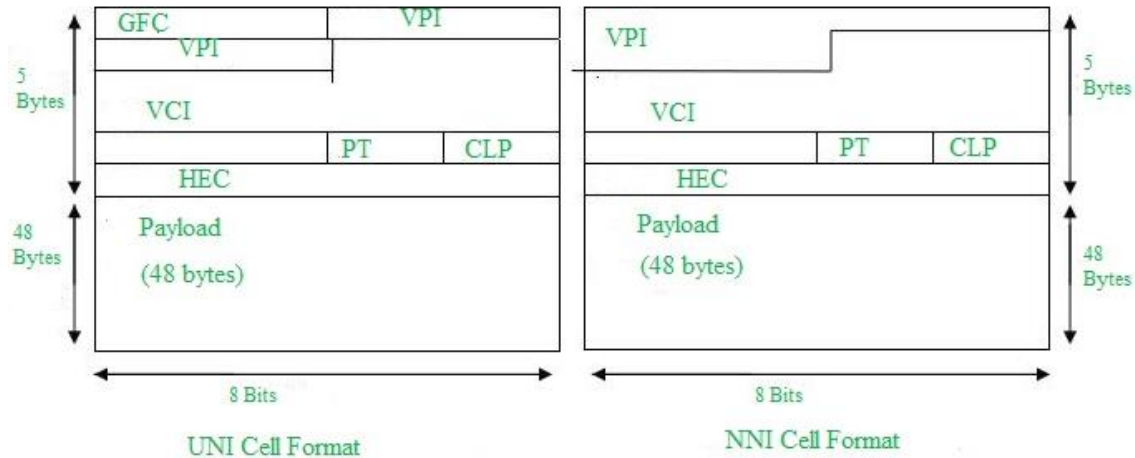 GFC VPI
VPI
VCI
PT CLP
HEC
Payload
(48 bytes)
5
Bytes
48
Bytes
8 Bits
UNI Cell Format
VPI
VCI
PT CLP
HEC
Payload
(48 bytes)
5
Bytes
48
Bytes
8 Bits
NNI Cell Format